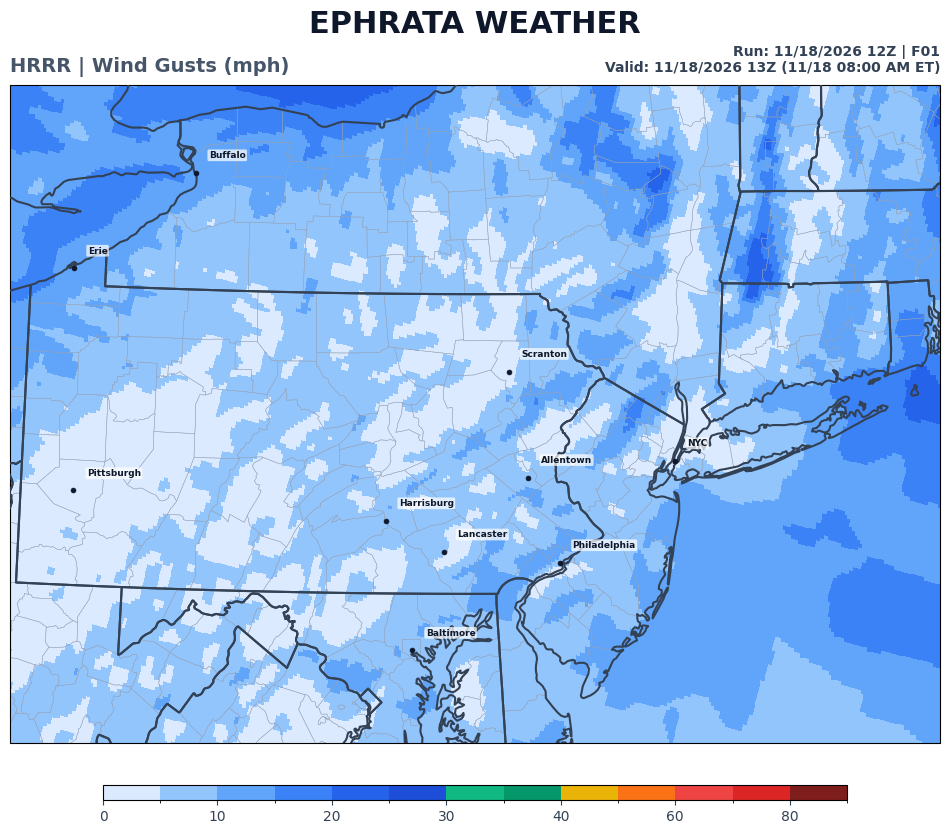 EPHRATA WEATHER
HRRR | Wind Gusts (mph)
Run: 11/18/2026 12Z | F01
Valid: 11/18/2026 13Z (11/18 08:00 AM ET)
Buffalo
Erie
Scranton
NYC
Allentown
Pittsburgh
Harrisburg
Lancaster
Philadelphia
Baltimore
0 10 20 30 40 50 60 70 80